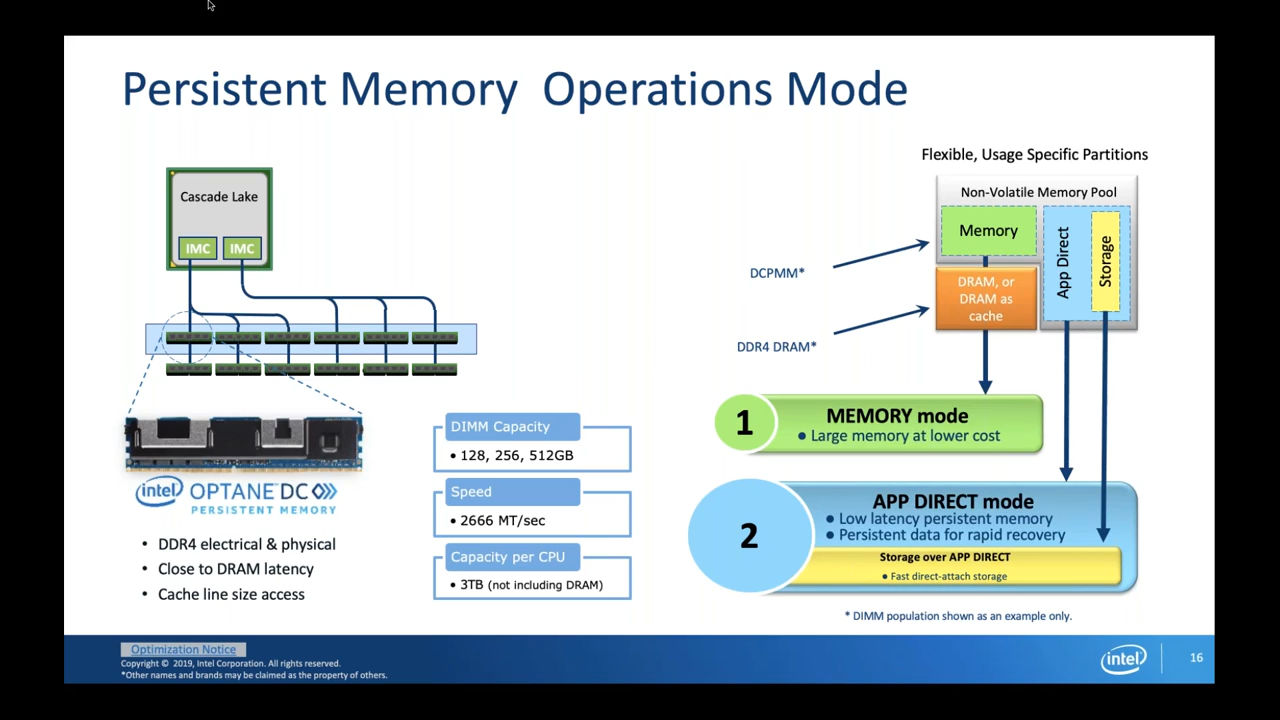 Persistent Memory Operations Mode
Cascade Lake
IMC IMC
intel OPTANE™ DC
PERSISTENT MEMORY
• DDR4 electrical & physical
• Close to DRAM latency
• Cache line size access
DIMM Capacity
• 128, 256, 512GB
Speed
• 2666 MT/sec
Capacity per CPU
• 3TB (not including DRAM)
Flexible, Usage Specific Partitions
Non-Volatile Memory Pool
Memory
App Direct
Storage
DRAM, or
DRAM as
cache
DCPMM*
DDR4 DRAM*
1
MEMORY mode
• Large memory at lower cost
2
APP DIRECT mode
• Low latency persistent memory
• Persistent data for rapid recovery
Storage over APP DIRECT
• Fast direct-attach storage
* DIMM population shown as an example only.
Optimization Notice
Copyright © 2019, Intel Corporation. All rights reserved.
*Other names and brands may be claimed as the property of others.
intel
16